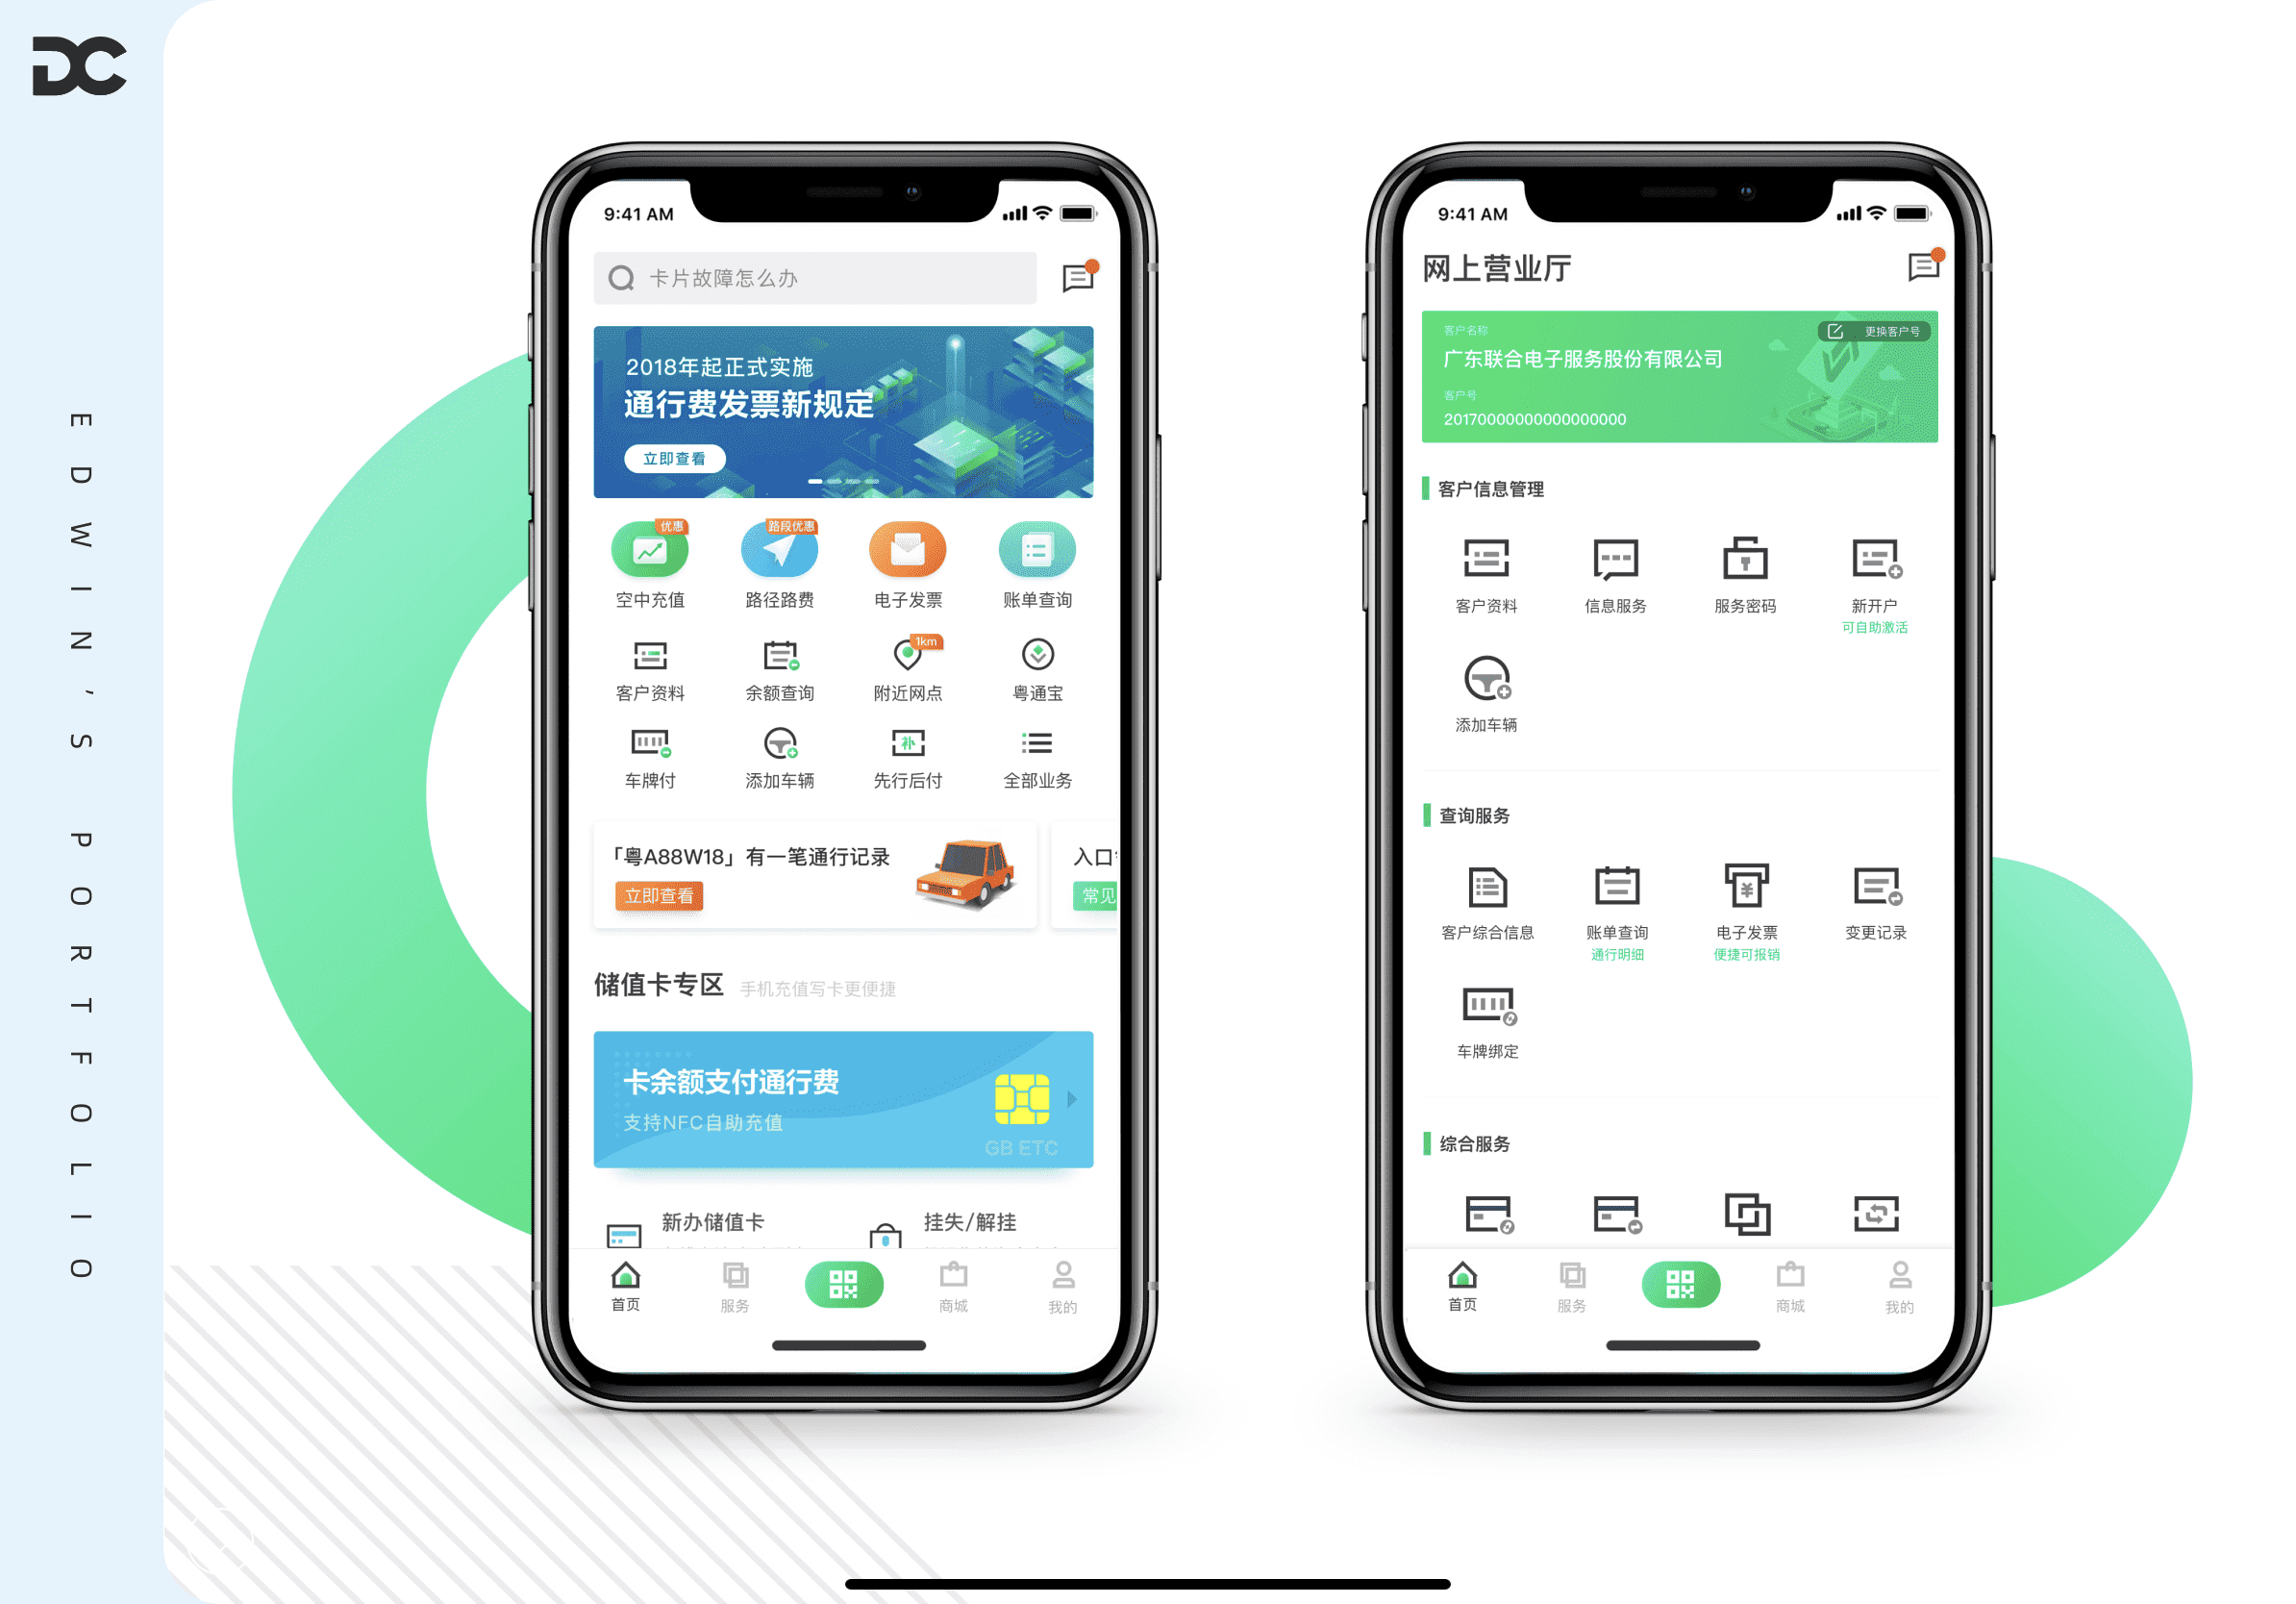 DC
EDWIN'S PORTFOLIO
9:41 AM
卡片故障怎么办
2018年起正式实施
通行费发票新规定
立即查看
优惠
路段优惠
空中充值
路径路费
电子发票
账单查询
1km
客户资料
余额查询
附近网点
粤通宝
补
车牌付
添加车辆
先行后付
全部业务
「粤A88W18」有一笔通行记录
立即查看
入口
常见
储值卡专区
手机充值写卡更便捷
卡余额支付通行费
支持NFC自助充值
GB ETC
新办储值卡
挂失/解挂
首页
服务
商城
我的
9:41 AM
网上营业厅
客户名称
更换客户号
广东联合电子服务股份有限公司
客户号
20170000000000000000
客户信息管理
客户资料
信息服务
服务密码
新开户
可自助激活
添加车辆
查询服务
¥
客户综合信息
账单查询
电子发票
变更记录
通行明细
便捷可报销
车牌绑定
综合服务
首页
服务
商城
我的